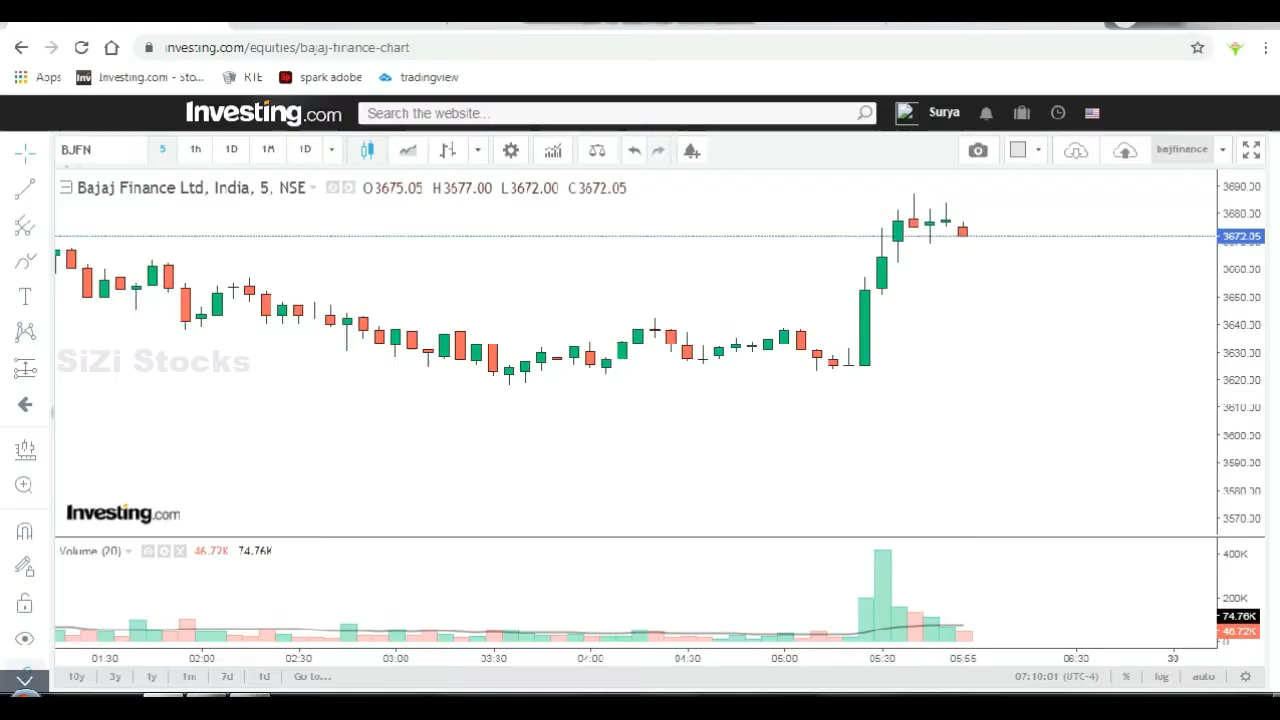 investing.com/equities/bajaj-finance-chart
Apps Inv Investing.com - Sto... RTE Sp spark adobe tradingview
Investing.com Search the website... Surya
BJFN 5 1h 1D 1M 1D bajfinance
Bajaj Finance Ltd, India, 5, NSE O3675.05 H3677.00 L3672.00 C3672.05
3690.00
3680.00
3672.05
3660.00
3650.00
3640.00
3630.00
SiZi Stocks
3620.00
3610.00
3600.00
3590.00
3580.00
Investing.com
3570.00
Volume (20) 46.72K 74.76K
400K
200K
74.76K
46.72K
0
01:30 02:00 02:30 03:00 03:30 04:00 04:30 05:00 05:30 05:55 06:30 30
10y 3y 1y 1m 7d 1d Go to... 07:10:01 (UTC-4) % log auto